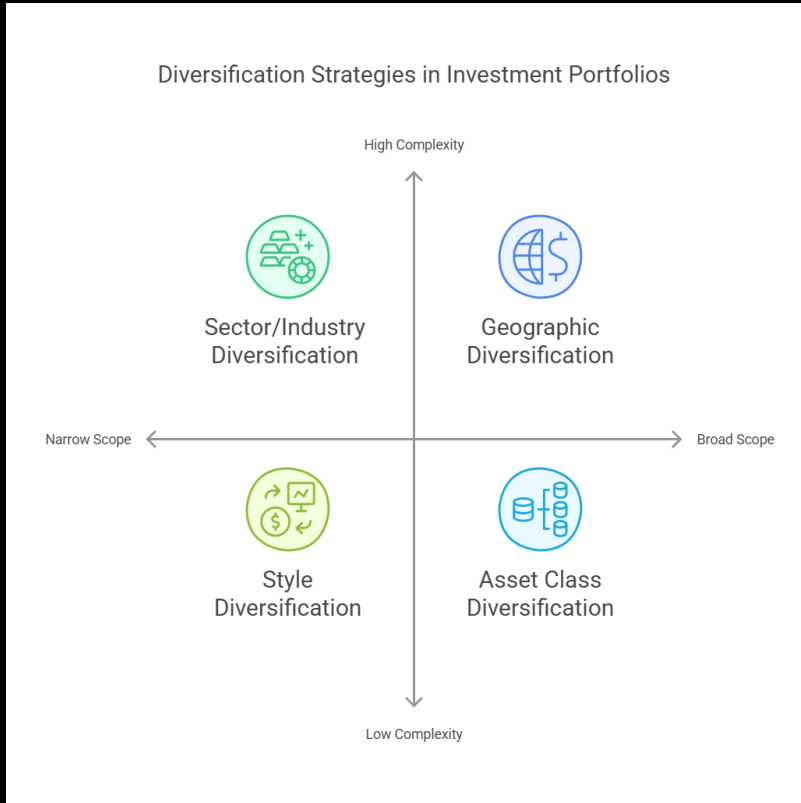 Diversification Strategies in Investment Portfolios
High Complexity
Sector/Industry
Diversification
Geographic
Diversification
Narrow Scope
Broad Scope
Style
Diversification
Asset Class
Diversification
Low Complexity